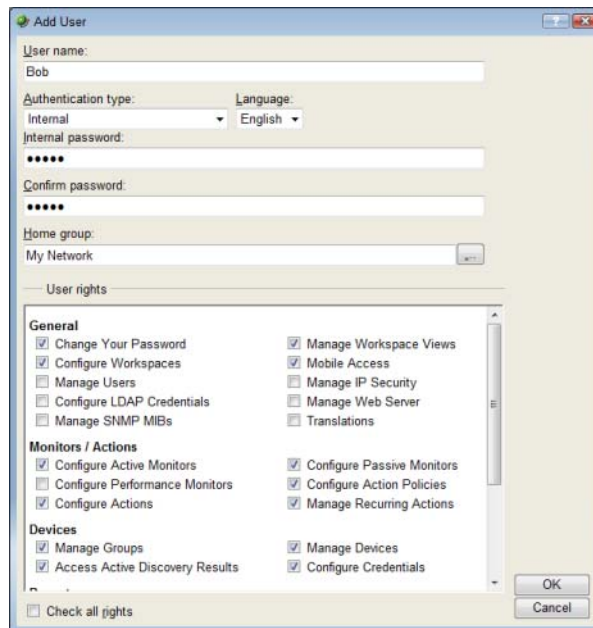 Add User
User name:
Bob
Authentication type: Language:
Internal English
Internal password:
•••••
Confirm password:
•••••
Home group:
My Network ...
User rights
General
Change Your Password Manage Workspace Views
Configure Workspaces Mobile Access
Manage Users Manage IP Security
Configure LDAP Credentials Manage Web Server
Manage SNMP MIBs Translations
Monitors / Actions
Configure Active Monitors Configure Passive Monitors
Configure Performance Monitors Configure Action Policies
Configure Actions Manage Recurring Actions
Devices
Manage Groups Manage Devices
Access Active Discovery Results Configure Credentials
OK
Check all rights Cancel